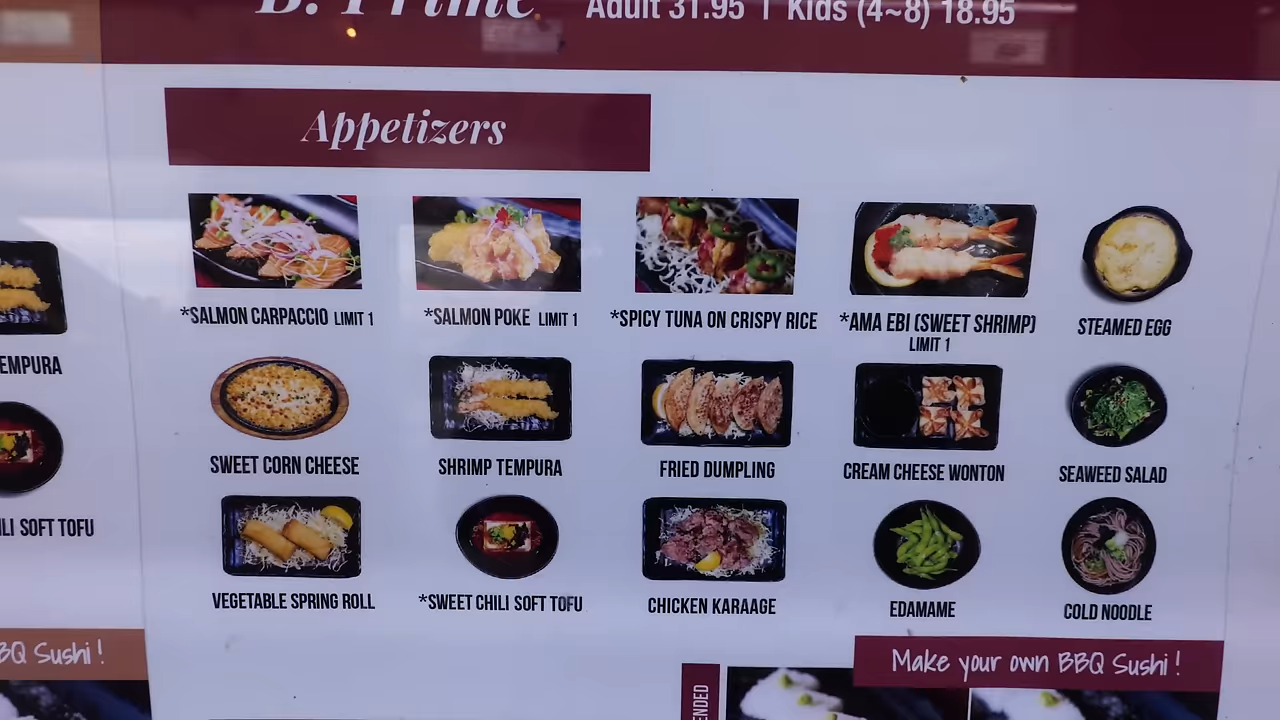 B. Prime Adult 31.95 | Kids (4~8) 18.95
Appetizers
*SALMON CARPACCIO LIMIT 1
*SALMON POKE LIMIT 1
*SPICY TUNA ON CRISPY RICE
*AMA EBI (SWEET SHRIMP)
LIMIT 1
STEAMED EGG
EMPURA
SWEET CORN CHEESE
SHRIMP TEMPURA
FRIED DUMPLING
CREAM CHEESE WONTON
SEAWEED SALAD
LI SOFT TOFU
VEGETABLE SPRING ROLL
*SWEET CHILI SOFT TOFU
CHICKEN KARAAGE
EDAMAME
COLD NOODLE
BQ Sushi!
Make your own BBQ Sushi!
ENDED